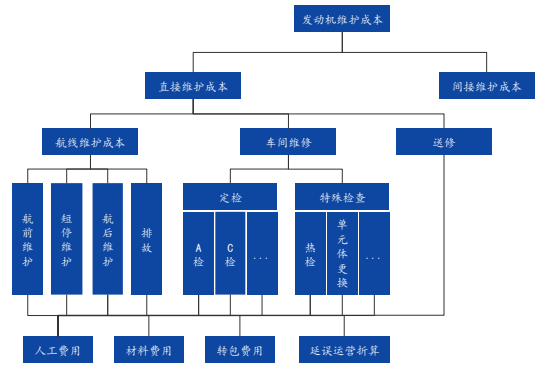 发动机维护成本
直接维护成本
间接维护成本
航线维护成本
车间维修
送修
航前维护
短停维护
航后维护
排故
定检
A检
C检
...
特殊检查
热检
单元体更换
...
人工费用
材料费用
转包费用
延误运营折算